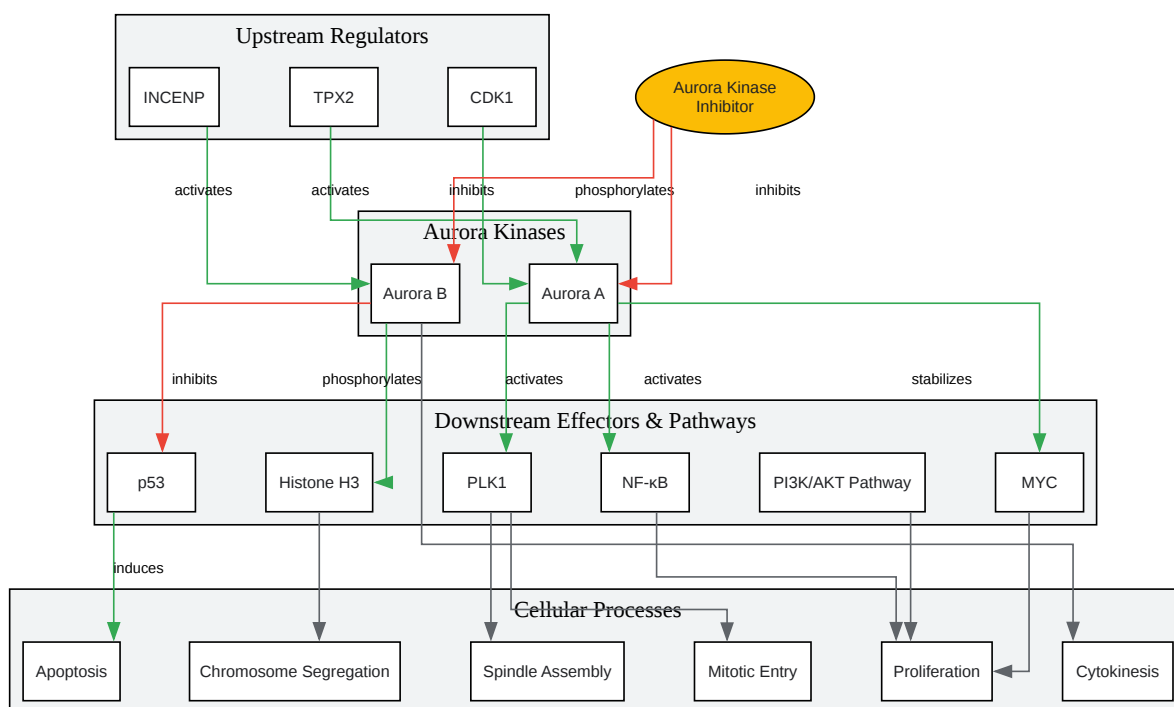 Upstream Regulators
INCENP
TPX2
CDK1
Aurora Kinase
Inhibitor
activates
activates
inhibits
phosphorylates
inhibits
Aurora Kinases
Aurora B
Aurora A
inhibits
phosphorylates
activates
activates
stabilizes
Downstream Effectors & Pathways
p53
Histone H3
PLK1
NF-κB
PI3K/AKT Pathway
MYC
induces
Cellular Processes
Apoptosis
Chromosome Segregation
Spindle Assembly
Mitotic Entry
Proliferation
Cytokinesis